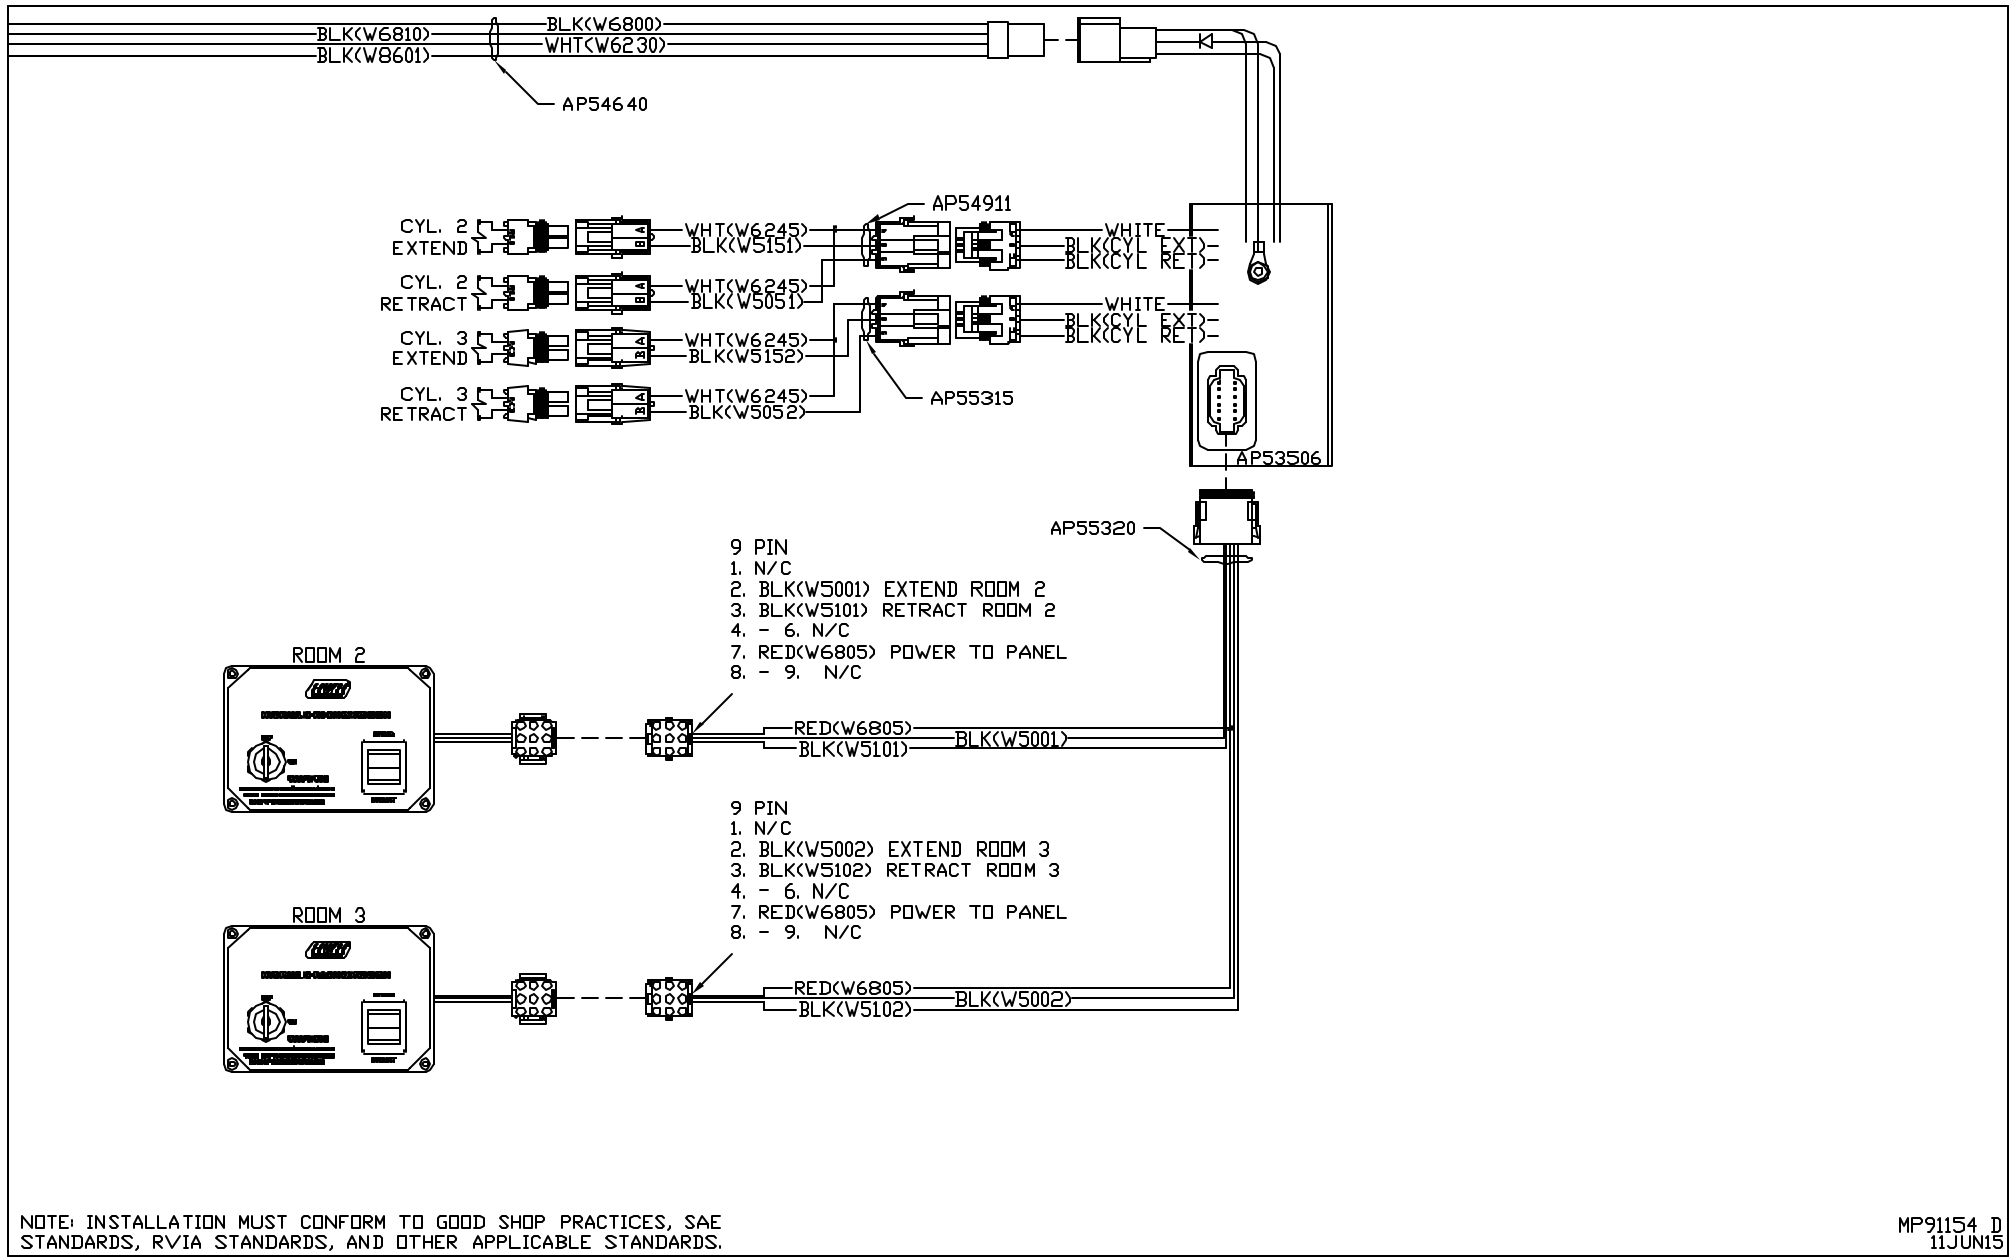 BLK(W6800)
BLK(W6810)
WHT(W6230)
BLK(W8601)
AP54640
AP54911
CYL. 2
EXTEND
A
B
WHT(W6245)
BLK(W5151)
WHITE
BLK(CYL EXT)
BLK(CYL RET)
CYL. 2
RETRACT
A
B
WHT(W6245)
BLK(W5051)
WHITE
BLK(CYL EXT)
BLK(CYL RET)
CYL. 3
EXTEND
A
B
WHT(W6245)
BLK(W5152)
CYL. 3
RETRACT
A
B
WHT(W6245)
BLK(W5052)
AP55315
AP53506
AP55320
9 PIN
1. N/C
2. BLK(W5001) EXTEND ROOM 2
3. BLK(W5101) RETRACT ROOM 2
4. - 6. N/C
7. RED(W6805) POWER TO PANEL
8. - 9. N/C
ROOM 2
RED(W6805)
BLK(W5001)
BLK(W5101)
9 PIN
1. N/C
2. BLK(W5002) EXTEND ROOM 3
3. BLK(W5102) RETRACT ROOM 3
4. - 6. N/C
7. RED(W6805) POWER TO PANEL
8. - 9. N/C
ROOM 3
RED(W6805)
BLK(W5002)
BLK(W5102)
NOTE: INSTALLATION MUST CONFORM TO GOOD SHOP PRACTICES, SAE
STANDARDS, RVIA STANDARDS, AND OTHER APPLICABLE STANDARDS.
MP91154 D
11JUN15